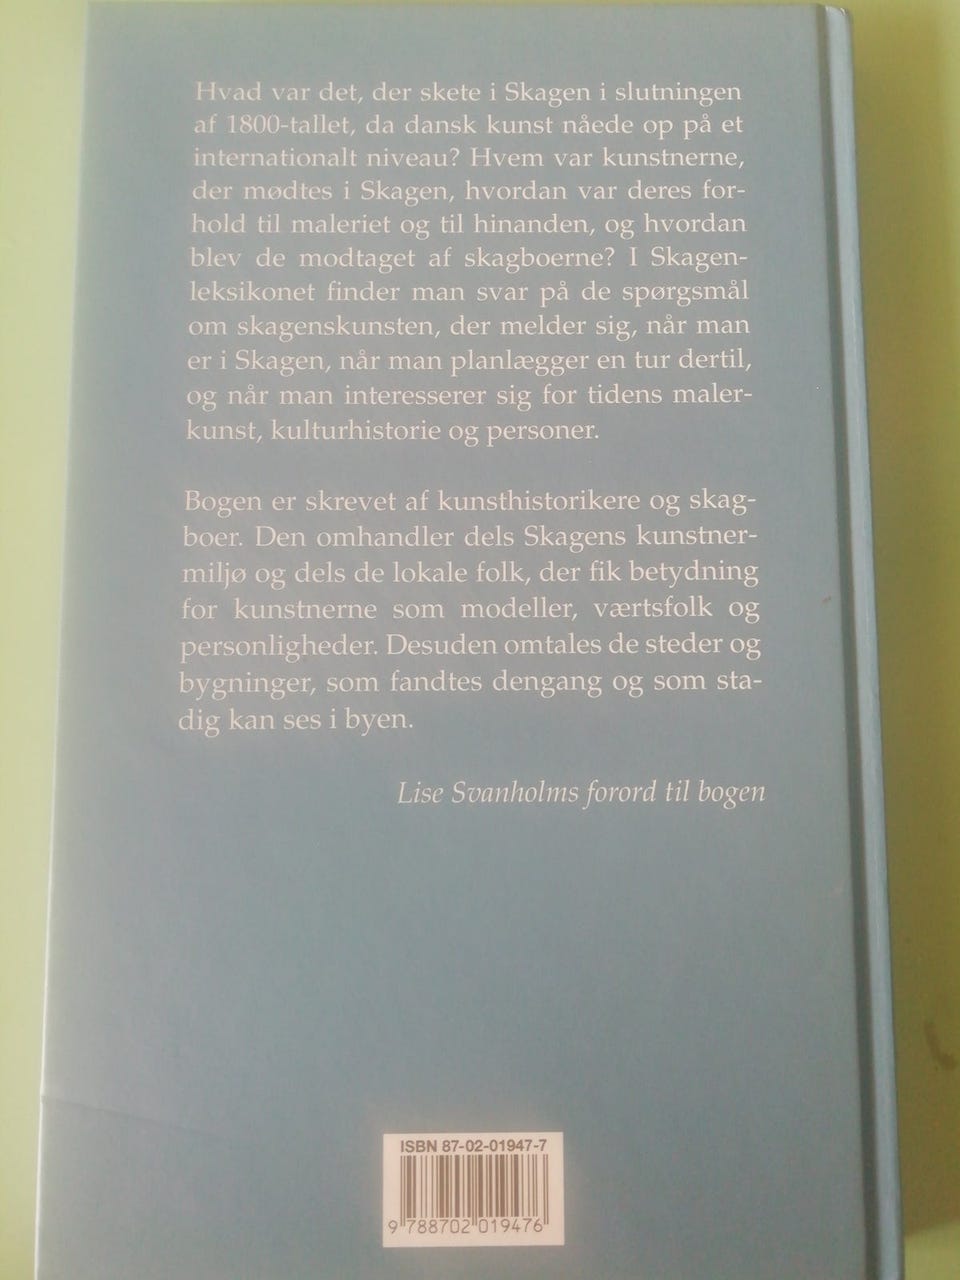 Hvad var det, der skete i Skagen i slutningen
af 1800-tallet, da dansk kunst nåede op på et
internationalt niveau? Hvem var kunstnerne,
der mødtes i Skagen, hvordan var deres for-
hold til maleriet og til hinanden, og hvordan
blev de modtaget af skagboerne? I Skagen-
leksikonet finder man svar på de spørgsmål
om skagenskunsten, der melder sig, når man
er i Skagen, når man planlægger en tur dertil,
og når man interesserer sig for tidens maler-
kunst, kulturhistorie og personer.
Bogen er skrevet af kunsthistorikere og skag-
boer. Den omhandler dels Skagens kunstner-
miljø og dels de lokale folk, der fik betydning
for kunstnerne som modeller, værtsfolk og
personligheder. Desuden omtales de steder og
bygninger, som fandtes dengang og som sta-
dig kan ses i byen.
Lise Svanholms forord til bogen
ISBN 87-02-01947-7
9 788702 019476